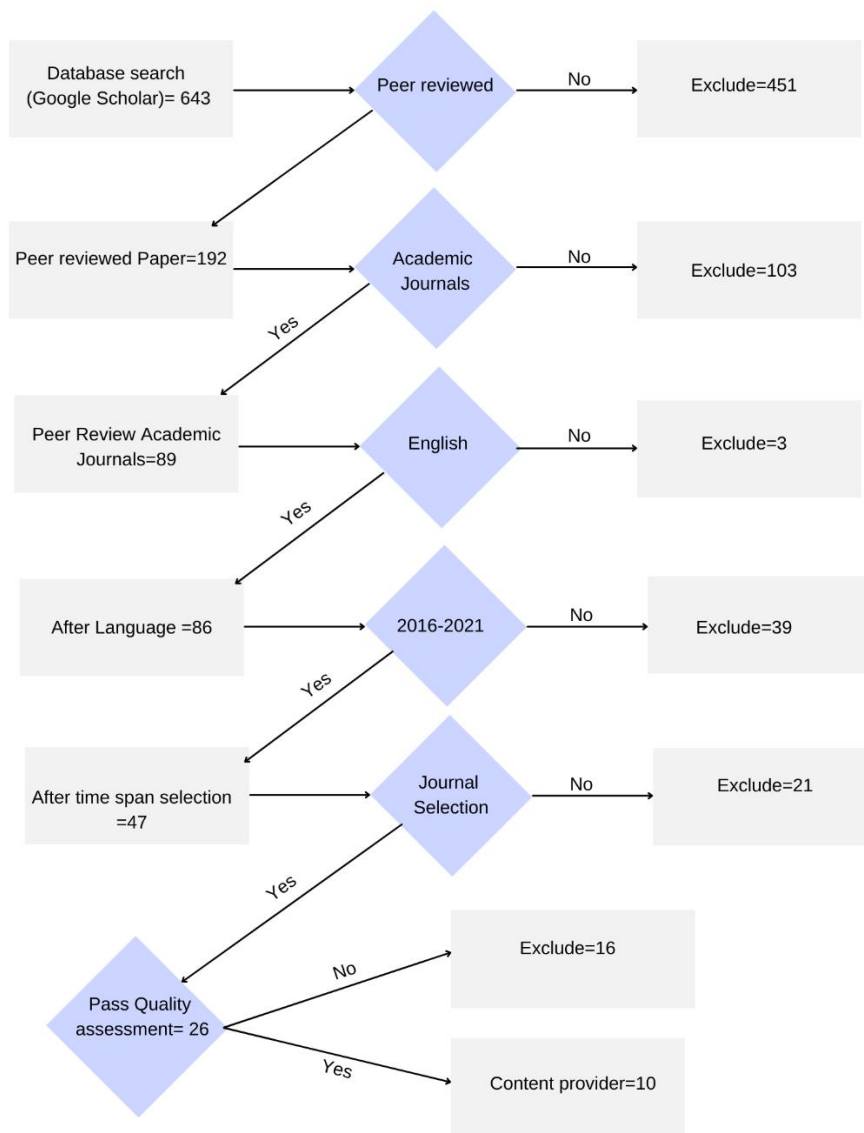 Database search
(Google Scholar)= 643
Peer reviewed
No
Exclude=451
Peer reviewed Paper=192
Academic
Journals
No
Exclude=103
Yes
Peer Review Academic
Journals=89
English
No
Exclude=3
Yes
After Language =86
2016-2021
No
Exclude=39
Yes
After time span selection
=47
Journal
Selection
No
Exclude=21
Yes
Pass Quality
assessment= 26
No
Exclude=16
Yes
Content provider=10